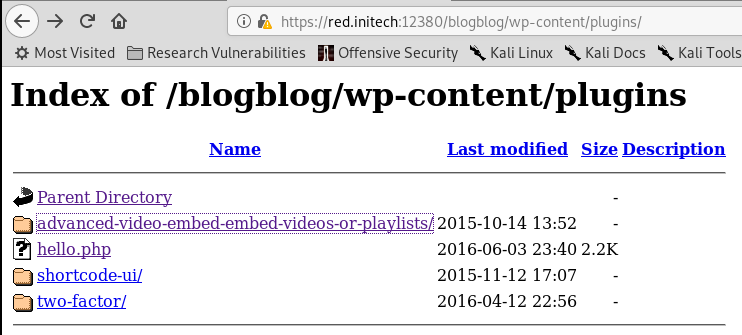 https://red.initech:12380/blogblog/wp-content/plugins/
Most Visited Research Vulnerabilities Offensive Security Kali Linux Kali Docs Kali Tools
Index of /blogblog/wp-content/plugins
Name Last modified Size Description
Parent Directory -
advanced-video-embed-embed-videos-or-playlists/ 2015-10-14 13:52 -
hello.php 2016-06-03 23:40 2.2K
shortcode-ui/ 2015-11-12 17:07 -
two-factor/ 2016-04-12 22:56 -